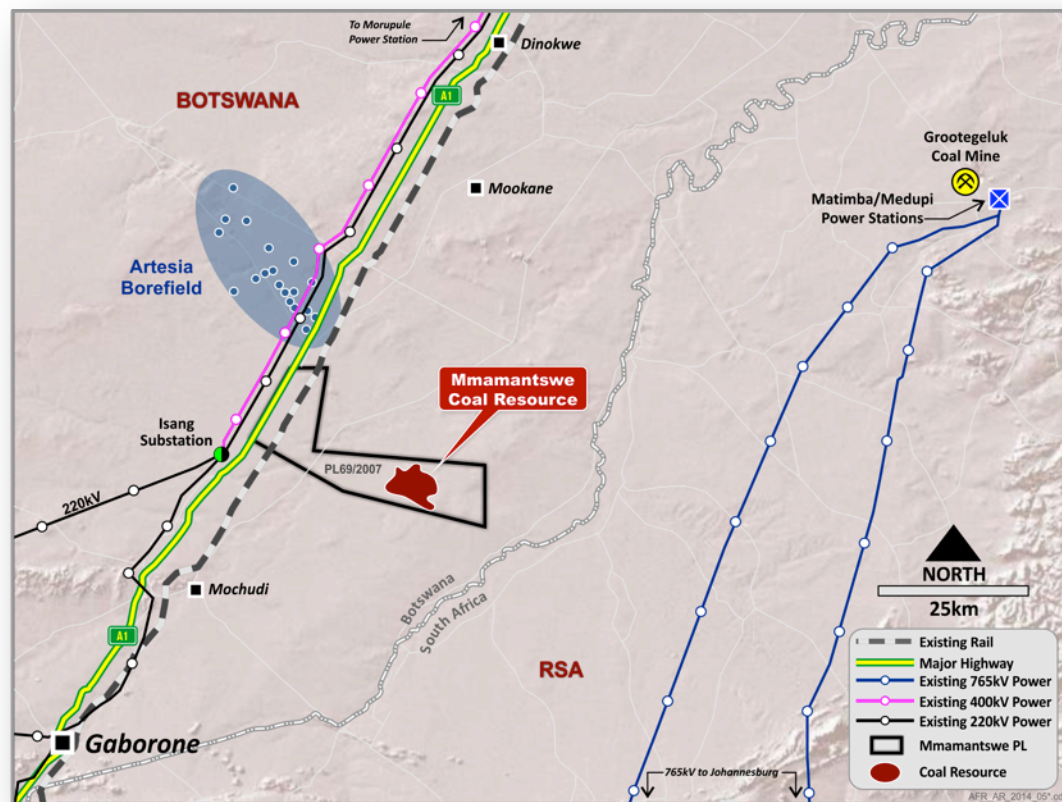 To Morupule
Power Station
Dinokwe
BOTSWANA
A1
Grootegeluk
Coal Mine
Mookane
Matimba/Medupi
Power Stations
Artesia
Borefield
Mmamantswe
Coal Resource
Isang
Substation
PL69/2007
220kV
NORTH
25km
Mochudi
Botswana
South Africa
A1
RSA
Existing Rail
Major Highway
Existing 765kV Power
Existing 400kV Power
Existing 220kV Power
Mmamantswe PL
Coal Resource
Gaborone
765kV to Johannesburg